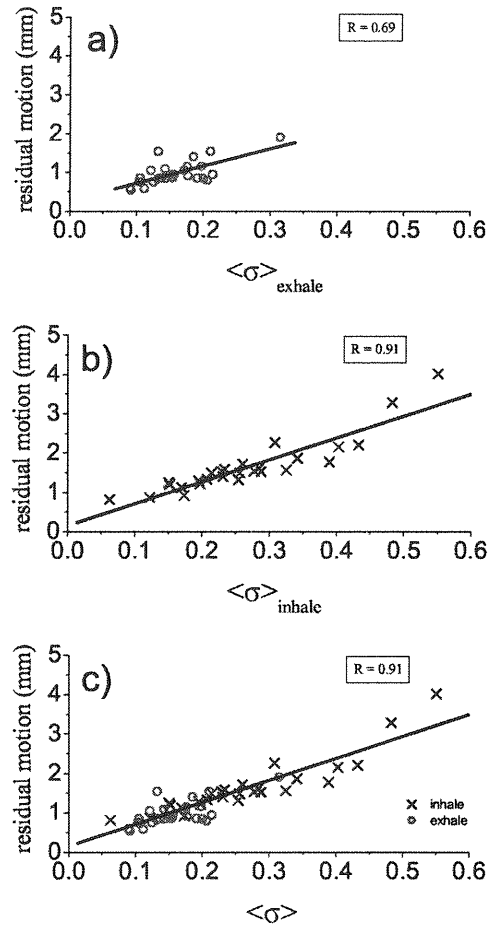 a)
R = 0.69
residual motion (mm)
5
4
3
2
1
0
0.0 0.1 0.2 0.3 0.4 0.5 0.6
<σ>exhale
b)
R = 0.91
residual motion (mm)
5
4
3
2
1
0
0.0 0.1 0.2 0.3 0.4 0.5 0.6
<σ>inhale
c)
R = 0.91
residual motion (mm)
5
4
3
2
1
0
inhale
exhale
0.0 0.1 0.2 0.3 0.4 0.5 0.6
<σ>